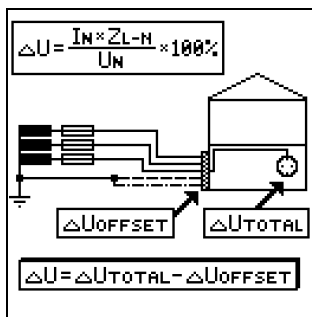 △U = (IN×ZL-N / UN) ×100%
△UOFFSET
△UTOTAL
△U=△UTOTAL-△UOFFSET